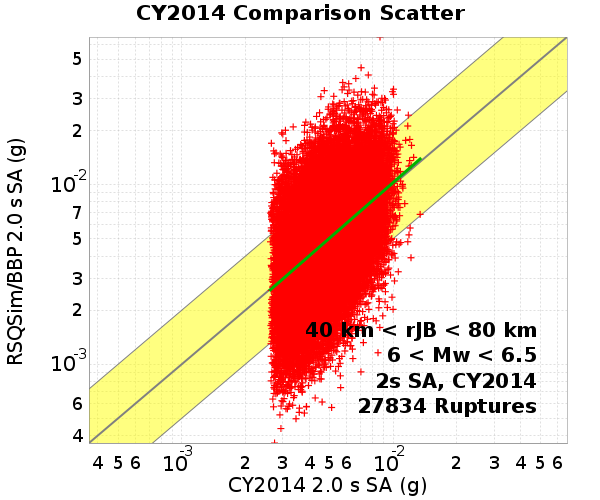 CY2014 Comparison Scatter
RSQSim/BBP 2.0 s SA (g)
5
3
2
10^-2
7
5
3
2
10^-3
6
4
40 km < rJB < 80 km
6 < Mw < 6.5
2s SA, CY2014
27834 Ruptures
4 5 6 10^-3 2 3 4 5 6 10^-2 2 3 4 5 6
CY2014 2.0 s SA (g)